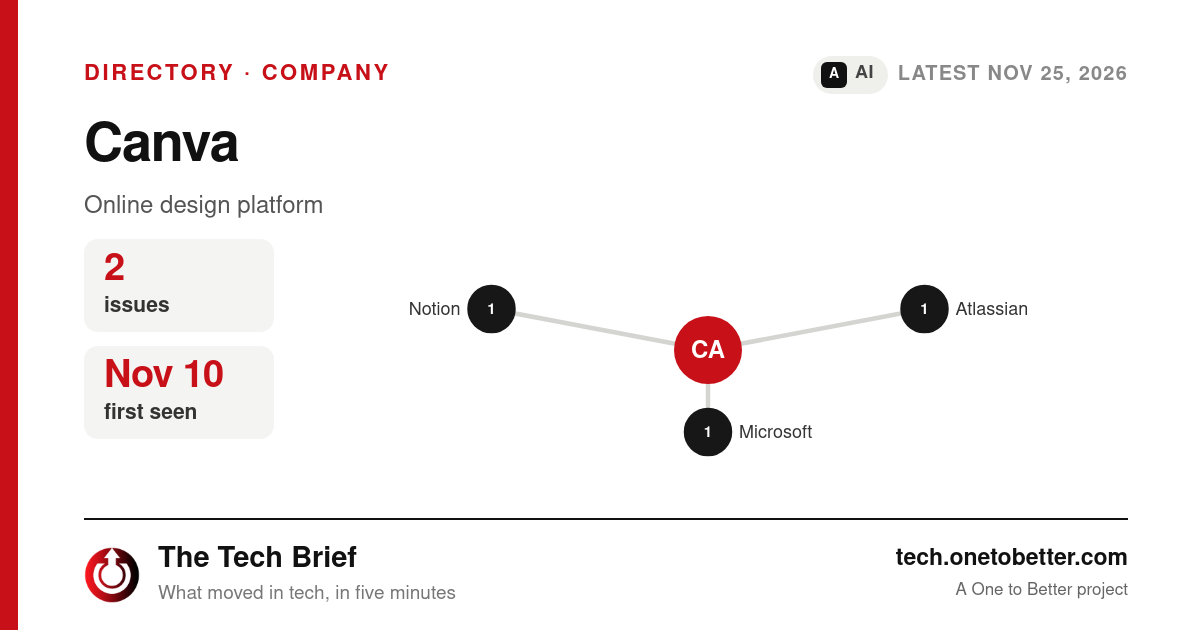 DIRECTORY · COMPANY
A AI LATEST NOV 25, 2026
Canva
Online design platform
2
issues
Nov 10
first seen
Notion 1
1 Atlassian
CA
1 Microsoft
The Tech Brief
What moved in tech, in five minutes
tech.onetobetter.com
A One to Better project